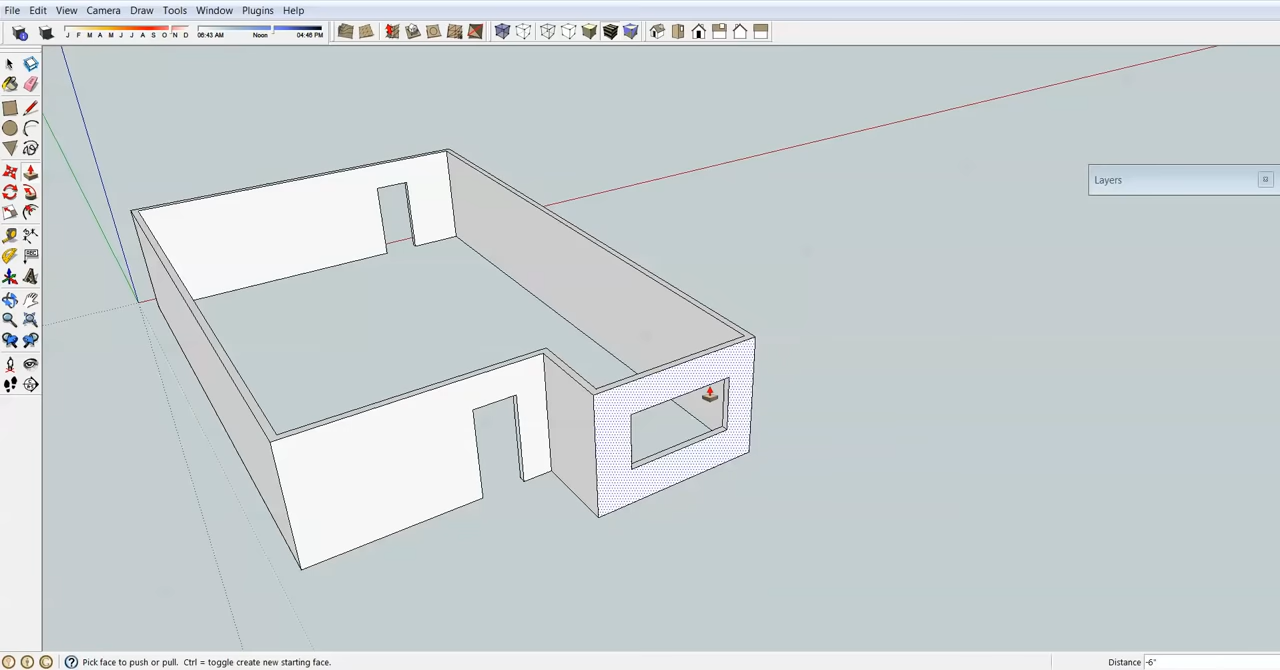 File Edit View Camera Draw Tools Window Plugins Help
J F M A M J J A S O N D 06:43 AM Noon 04:46 PM
Layers
Pick face to push or pull. Ctrl = toggle create new starting face. Distance -6"